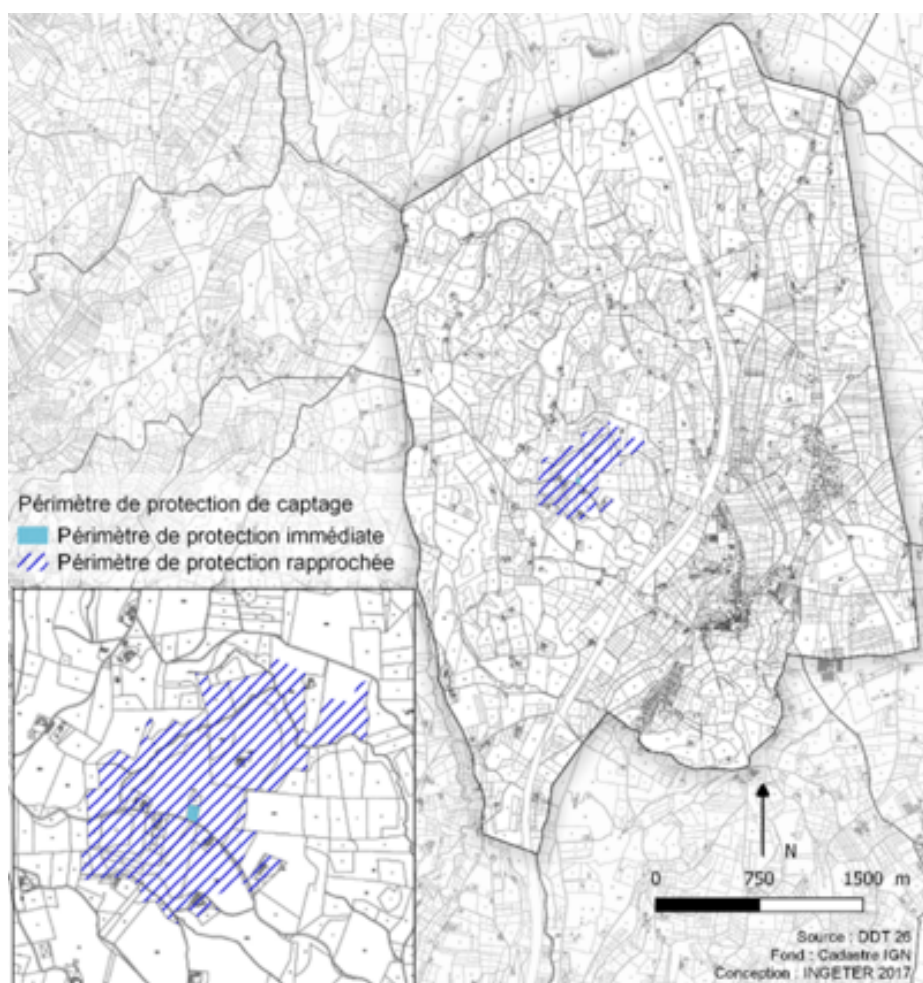 Périmètre de protection de captage
Périmètre de protection immédiate
Périmètre de protection rapprochée
N
0 750 1500 m
Source : DDT 26
Fond : Cadastre IGN
Conception : INGETER 2017